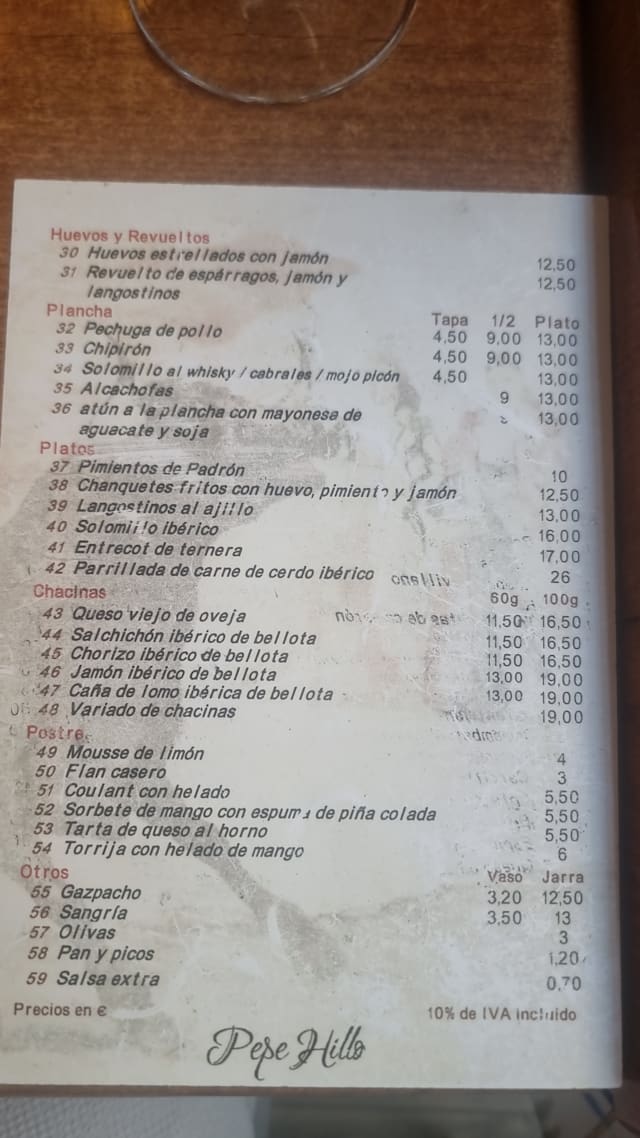 Huevos y Revueltos
30 Huevos estrellados con jamón 12,50
31 Revuelto de espárragos, jamón y 12,50
langostinos
Plancha Tapa 1/2 Plato
32 Pechuga de pollo 4,50 9,00 13,00
33 Chipirón 4,50 9,00 13,00
34 Solomillo al whisky / cabrales / mojo picón 4,50 13,00
35 Alcachofas 9 13,00
36 atún a la plancha con mayonesa de 13,00
aguacate y soja
Platos
37 Pimientos de Padrón 10
38 Chanquetes fritos con huevo, pimiento y jamón 12,50
39 Langostinos al ajillo 13,00
40 Solomillo ibérico 16,00
41 Entrecot de ternera 17,00
42 Parrillada de carne de cerdo ibérico 26
Chacinas 60g 100g
43 Queso viejo de oveja 11,50 16,50
44 Salchichón ibérico de bellota 11,50 16,50
45 Chorizo ibérico de bellota 11,50 16,50
46 Jamón ibérico de bellota 13,00 19,00
47 Caña de lomo ibérica de bellota 13,00 19,00
48 Variado de chacinas 19,00
Postres
49 Mousse de limón 4
50 Flan casero 3
51 Coulant con helado 5,50
52 Sorbete de mango con espuma de piña colada 5,50
53 Tarta de queso al horno 5,50
54 Torrija con helado de mango 6
Otros Vaso Jarra
55 Gazpacho 3,20 12,50
56 Sangría 3,50 13
57 Olivas 3
58 Pan y picos 1,20
59 Salsa extra 0,70
Precios en € 10% de IVA incluido
Pepe Hillo